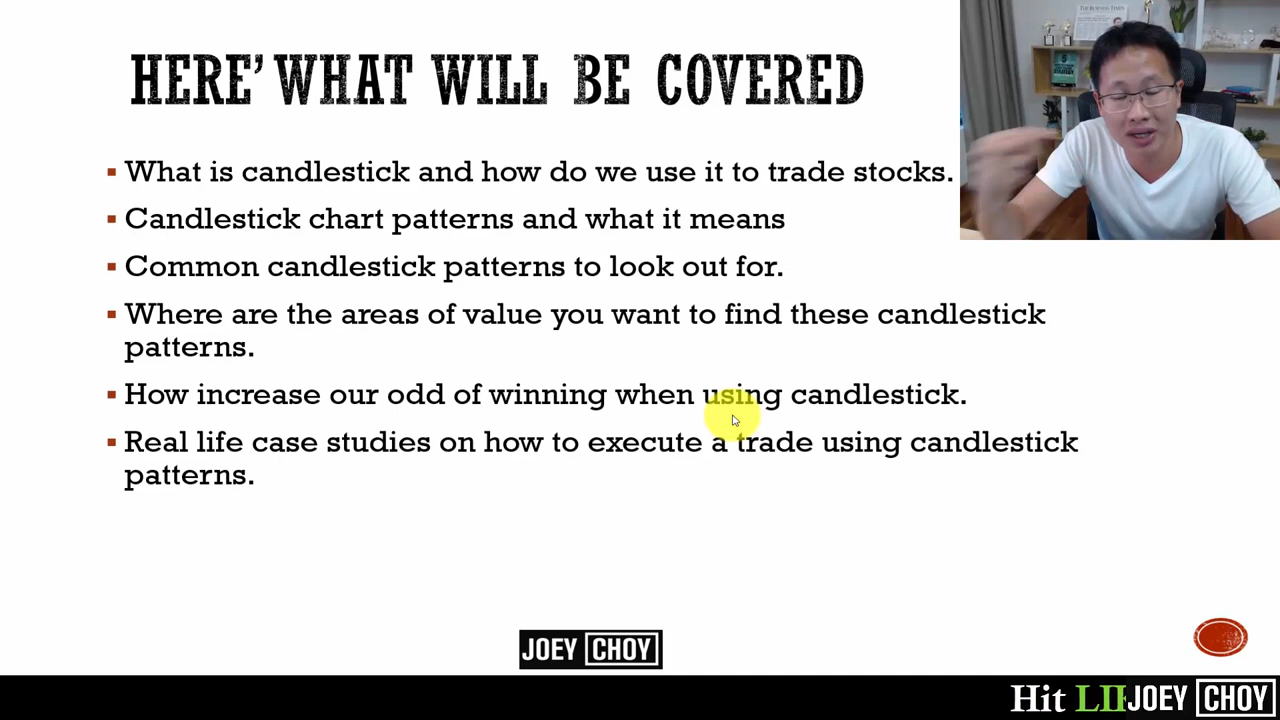 HERE' WHAT WILL BE COVERED
▪ What is candlestick and how do we use it to trade stocks.
▪ Candlestick chart patterns and what it means
▪ Common candlestick patterns to look out for.
▪ Where are the areas of value you want to find these candlestick
patterns.
▪ How increase our odd of winning when using candlestick.
▪ Real life case studies on how to execute a trade using candlestick
patterns.
JOEY CHOY
Hit
JOEY CHOY
THE BUSINESS TIMES